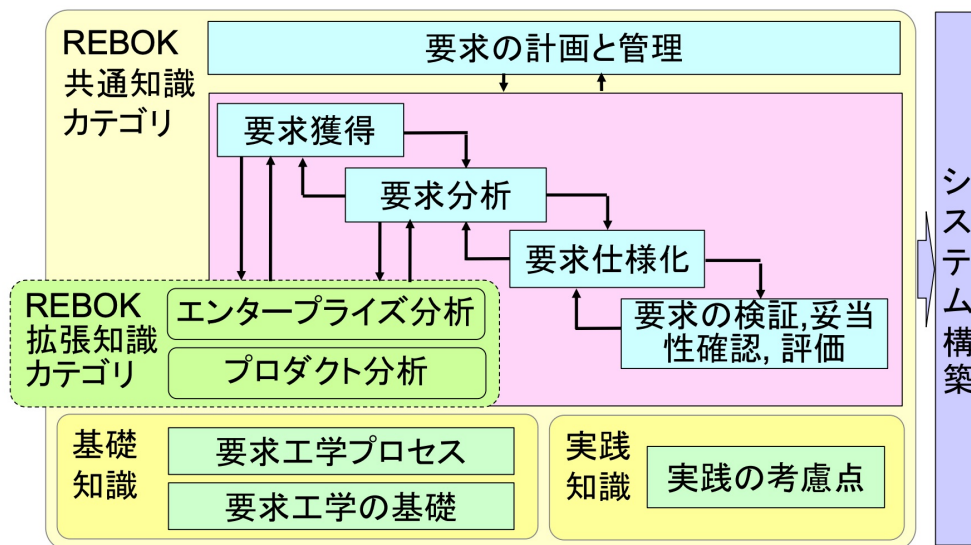 REBOK
共通知識
カテゴリ
要求の計画と管理
要求獲得
要求分析
要求仕様化
要求の検証,妥当
性確認, 評価
REBOK
拡張知識
カテゴリ
エンタープライズ分析
プロダクト分析
基礎
知識
要求工学プロセス
要求工学の基礎
実践
知識
実践の考慮点
システム構築